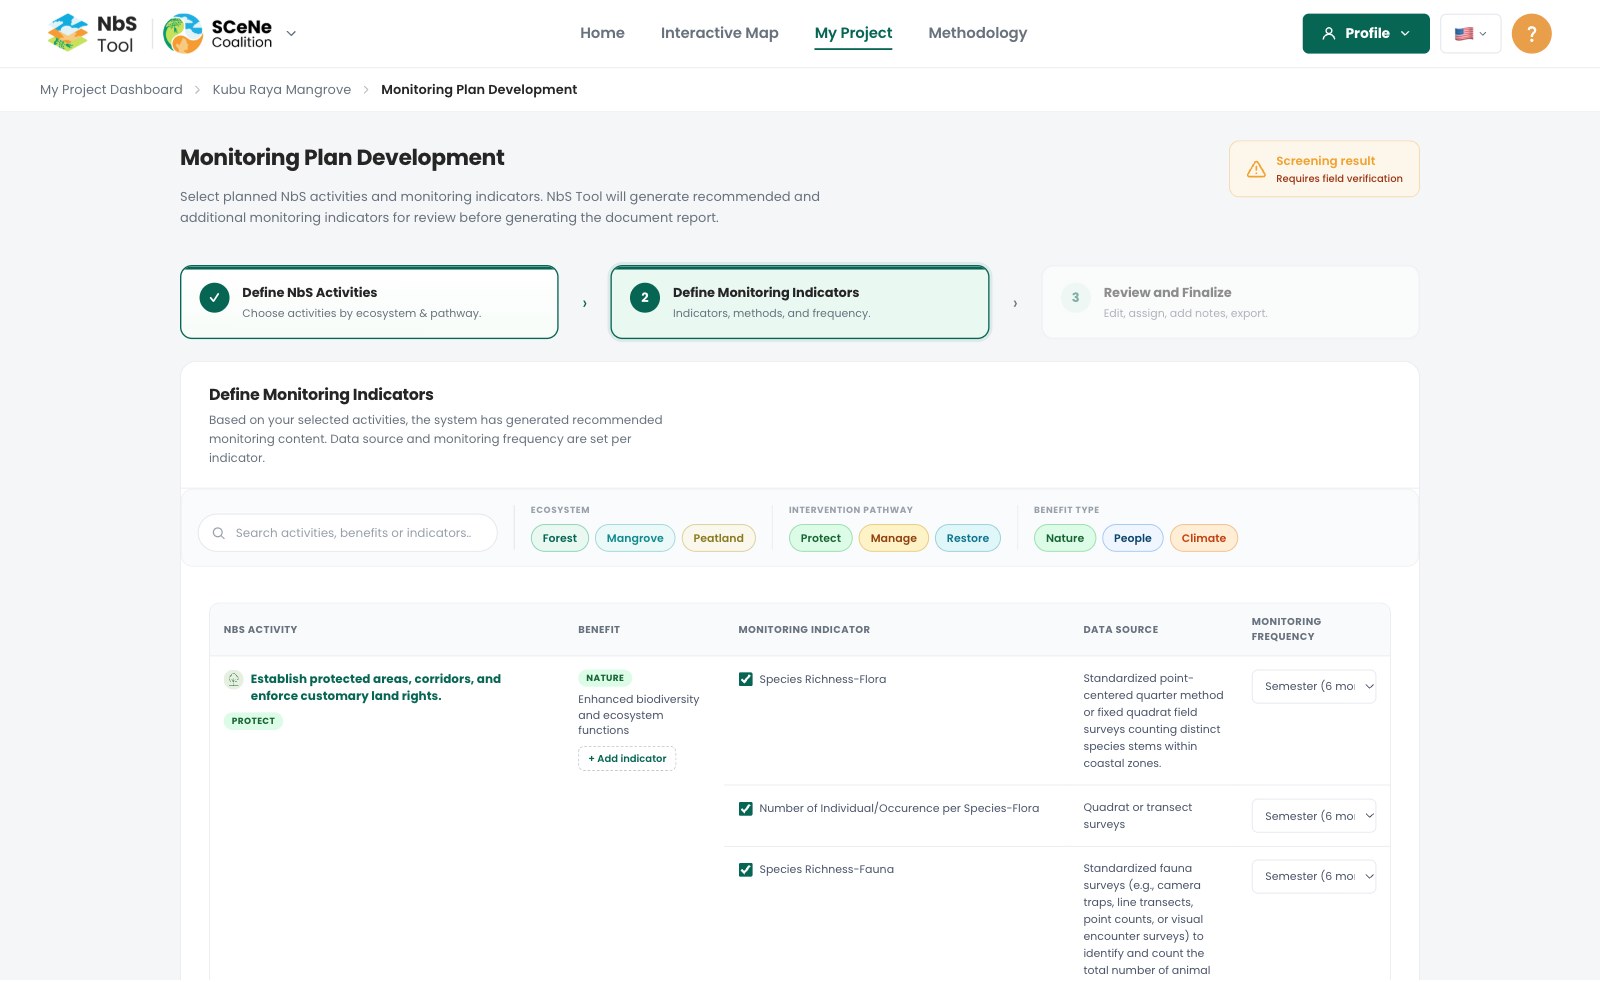 NbS
Tool
SCeNe
Coalition
Home
Interactive Map
My Project
Methodology
Profile
?
My Project Dashboard > Kubu Raya Mangrove > Monitoring Plan Development
Monitoring Plan Development
Select planned NbS activities and monitoring indicators. NbS Tool will generate recommended and
additional monitoring indicators for review before generating the document report.
Screening result
Requires field verification
Define NbS Activities
Choose activities by ecosystem & pathway.
›
2
Define Monitoring Indicators
Indicators, methods, and frequency.
›
3
Review and Finalize
Edit, assign, add notes, export.
Define Monitoring Indicators
Based on your selected activities, the system has generated recommended
monitoring content. Data source and monitoring frequency are set per
indicator.
Search activities, benefits or indicators..
ECOSYSTEM
Forest
Mangrove
Peatland
INTERVENTION PATHWAY
Protect
Manage
Restore
BENEFIT TYPE
Nature
People
Climate
NBS ACTIVITY
BENEFIT
MONITORING INDICATOR
DATA SOURCE
MONITORING
FREQUENCY
Establish protected areas, corridors, and
enforce customary land rights.
PROTECT
NATURE
Enhanced biodiversity
and ecosystem
functions
+ Add indicator
Species Richness-Flora
Standardized point-
centered quarter method
or fixed quadrat field
surveys counting distinct
species stems within
coastal zones.
Semester (6 mo
Number of Individual/Occurence per Species-Flora
Quadrat or transect
surveys
Semester (6 mo
Species Richness-Fauna
Standardized fauna
surveys (e.g., camera
traps, line transects,
point counts, or visual
encounter surveys) to
identify and count the
total number of animal
Semester (6 mo